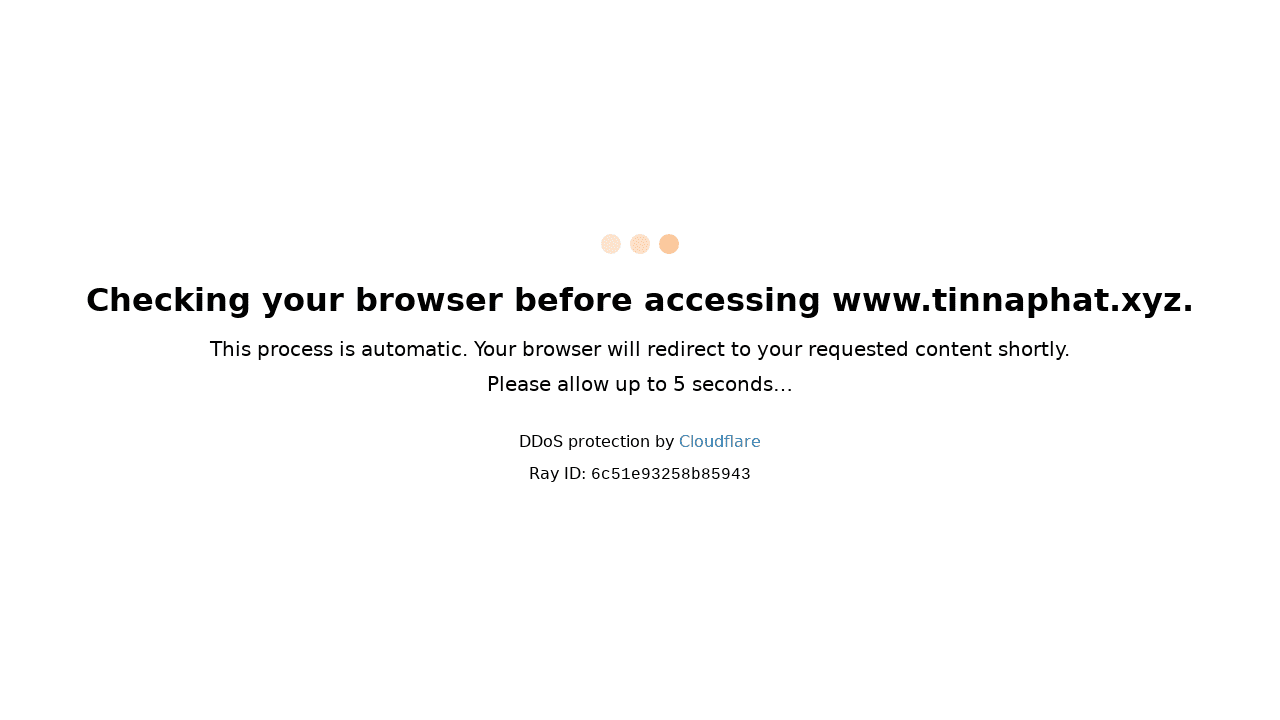 Checking your browser before accessing www.tinnaphat.xyz.
This process is automatic. Your browser will redirect to your requested content shortly.
Please allow up to 5 seconds…
DDoS protection by Cloudflare
Ray ID: 6c51e93258b85943